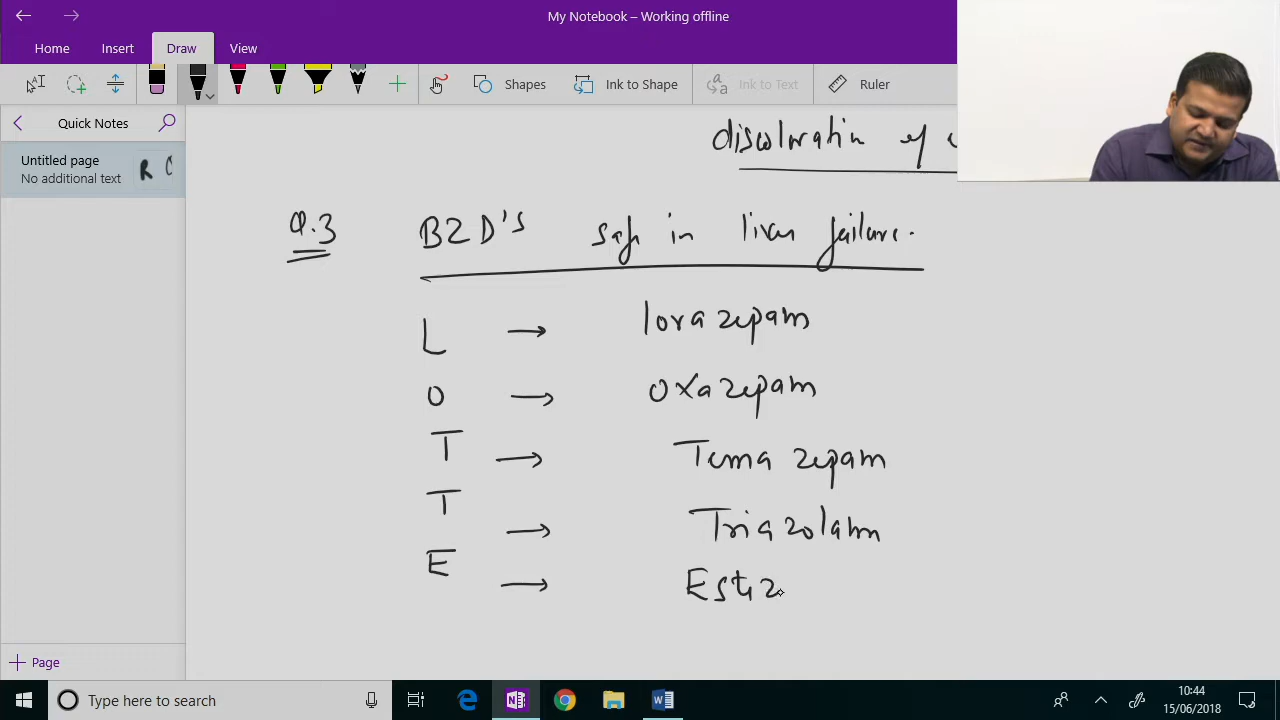 My Notebook – Working offline
Home Insert Draw View
Shapes Ink to Shape Ink to Text Ruler
Quick Notes
Untitled page
No additional text R
discoloration of
Q.3 BZD's safe in liver failure.
L → lorazepam
O → oxazepam
T → Temazepam
T → Triazolam
E → Estaz
+ Page
Type here to search
10:44
15/06/2018